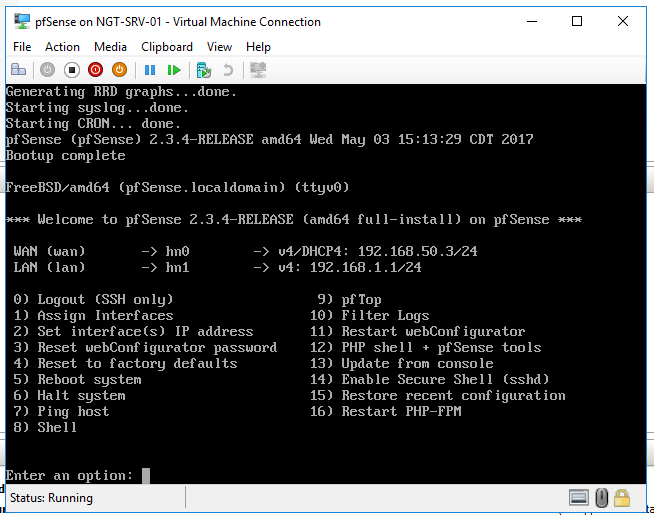 pfSense on NGT-SRV-01 - Virtual Machine Connection
File Action Media Clipboard View Help
Generating RRD graphs...done.
Starting syslog...done.
Starting CRON... done.
pfSense (pfSense) 2.3.4-RELEASE amd64 Wed May 03 15:13:29 CDT 2017
Bootup complete
FreeBSD/amd64 (pfSense.localdomain) (ttyv0)
*** Welcome to pfSense 2.3.4-RELEASE (amd64 full-install) on pfSense ***
WAN (wan) -> hn0 -> v4/DHCP4: 192.168.50.3/24
LAN (lan) -> hn1 -> v4: 192.168.1.1/24
0) Logout (SSH only) 9) pfTop
1) Assign Interfaces 10) Filter Logs
2) Set interface(s) IP address 11) Restart webConfigurator
3) Reset webConfigurator password 12) PHP shell + pfSense tools
4) Reset to factory defaults 13) Update from console
5) Reboot system 14) Enable Secure Shell (sshd)
6) Halt system 15) Restore recent configuration
7) Ping host 16) Restart PHP-FPM
8) Shell
Enter an option:
Status: Running